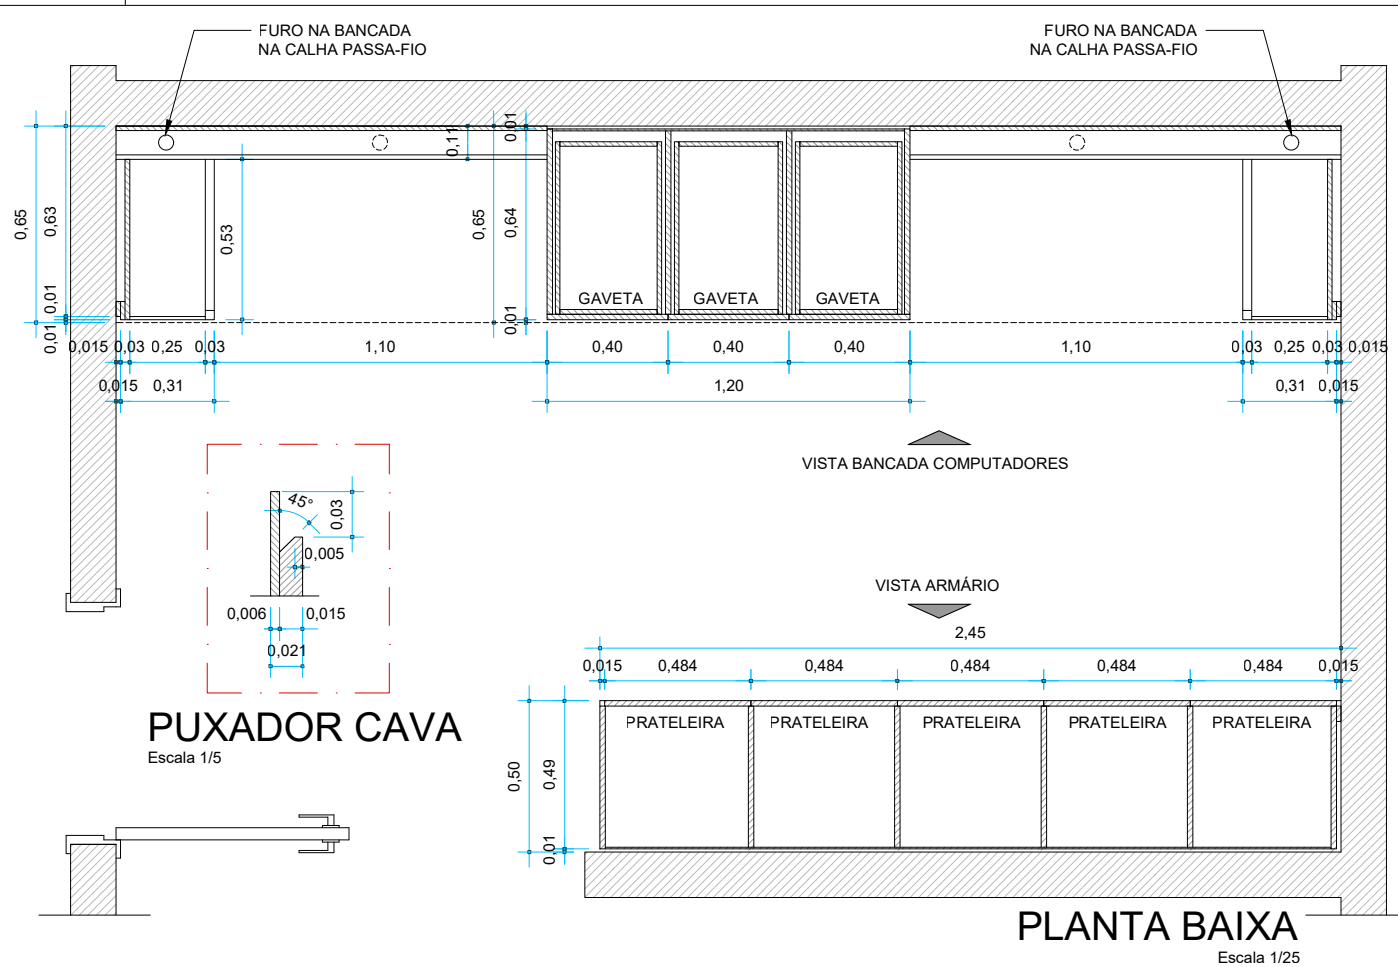 FURO NA BANCADA
NA CALHA PASSA-FIO
FURO NA BANCADA
NA CALHA PASSA-FIO
0,65
0,63
0,01
0,01
0,53
0,11
0,65
0,01
0,64
0,01
GAVETA
GAVETA
GAVETA
0,015 0,03 0,25 0,03 1,10 0,40 0,40 0,40 1,10 0,03 0,25 0,03 0,015
0,015 0,31 1,20 0,31 0,015
VISTA BANCADA COMPUTADORES
45°
0,03
0,005
0,006 0,015
0,021
PUXADOR CAVA
Escala 1/5
VISTA ARMÁRIO
2,45
0,015 0,484 0,484 0,484 0,484 0,484 0,015
PRATELEIRA PRATELEIRA PRATELEIRA PRATELEIRA PRATELEIRA
0,50
0,49
0,01
PLANTA BAIXA
Escala 1/25